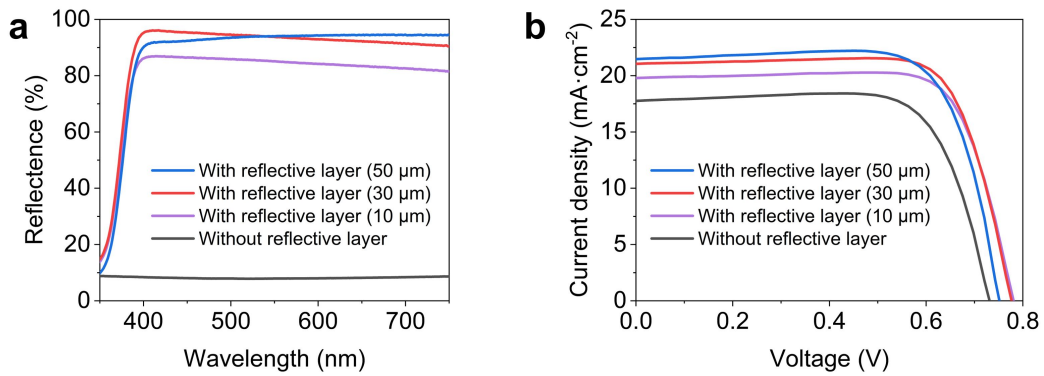 a
100
80
60
40
20
0
Reflectence (%)
With reflective layer (50 μm)
With reflective layer (30 μm)
With reflective layer (10 μm)
Without reflective layer
400 500 600 700
Wavelength (nm)
b
25
20
15
10
5
0
Current density (mA·cm⁻²)
With reflective layer (50 μm)
With reflective layer (30 μm)
With reflective layer (10 μm)
Without reflective layer
0.0 0.2 0.4 0.6 0.8
Voltage (V)